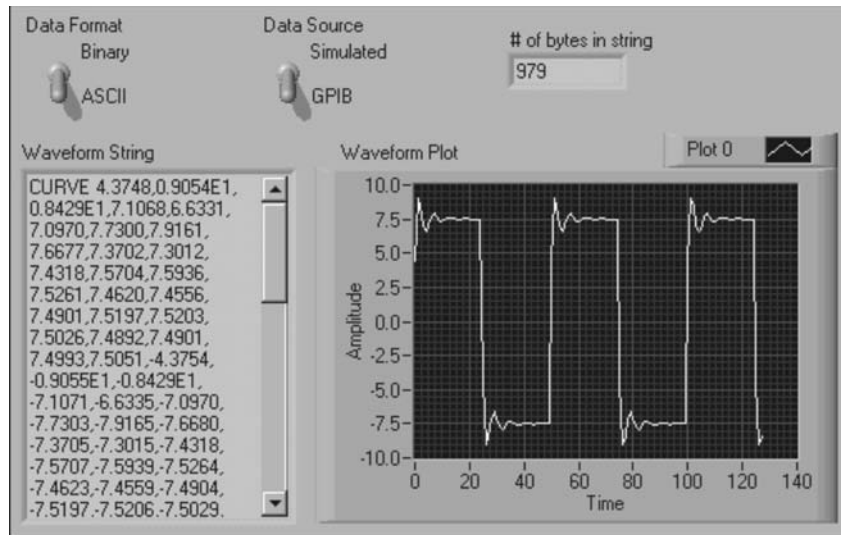 Data Format
Binary
ASCII
Data Source
Simulated
GPIB
# of bytes in string
979
Waveform String
CURVE 4.3748,0.9054E1,
0.8429E1,7.1068,6.6331,
7.0970,7.7300,7.9161,
7.6677,7.3702,7.3012,
7.4318,7.5704,7.5936,
7.5261,7.4620,7.4556,
7.4901,7.5197,7.5203,
7.5026,7.4892,7.4901,
7.4993,7.5051,-4.3754,
-0.9055E1,-0.8429E1,
-7.1071,-6.6335,-7.0970,
-7.7303,-7.9165,-7.6680,
-7.3705,-7.3015,-7.4318,
-7.5707,-7.5939,-7.5264,
-7.4623,-7.4559,-7.4904,
-7.5197.-7.5206.-7.5029.
Waveform Plot
Plot 0
Amplitude
10.0
7.5
5.0
2.5
0.0
-2.5
-5.0
-7.5
-10.0
0 20 40 60 80 100 120 140
Time